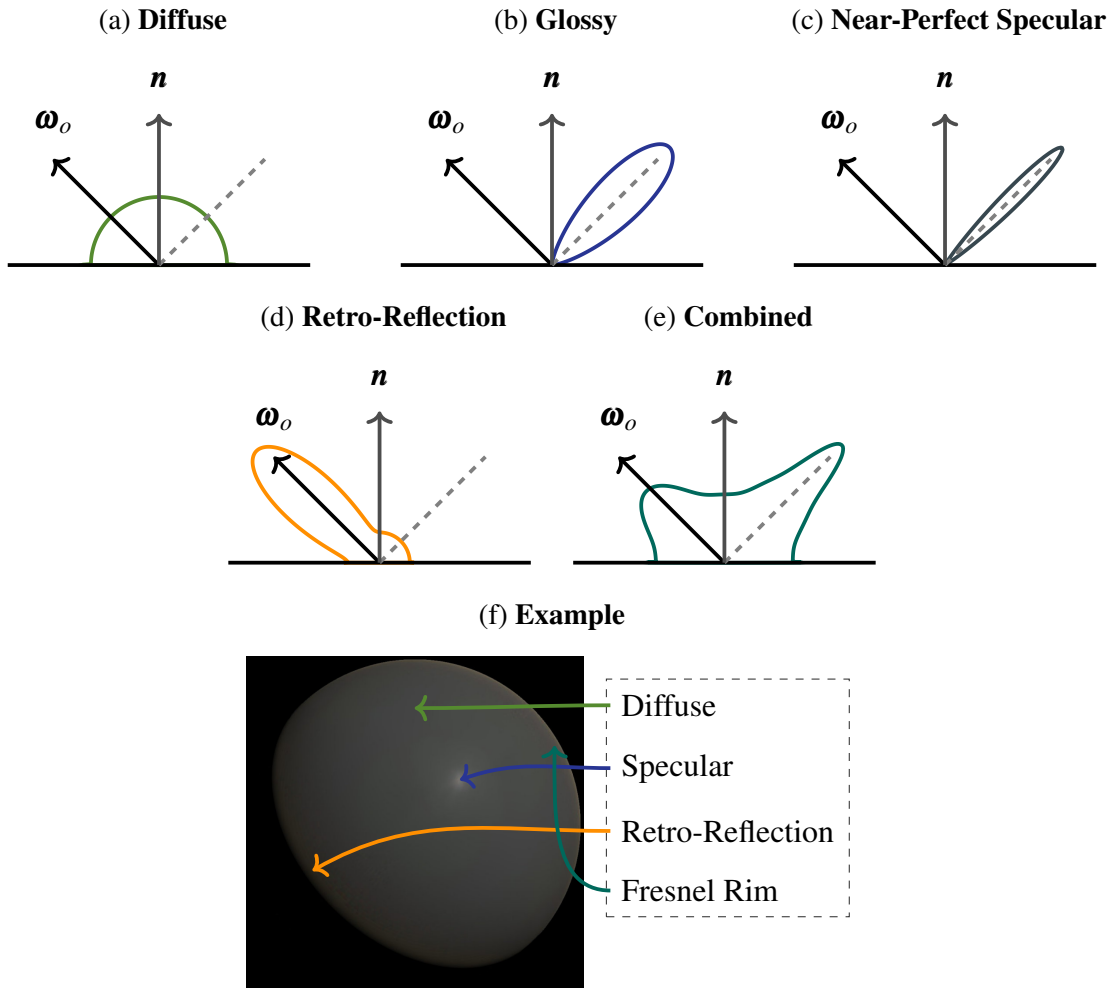 (a) Diffuse
(b) Glossy
(c) Near-Perfect Specular
n
ωₒ
n
ωₒ
n
ωₒ
(d) Retro-Reflection
(e) Combined
n
ωₒ
n
ωₒ
(f) Example
Diffuse
Specular
Retro-Reflection
Fresnel Rim